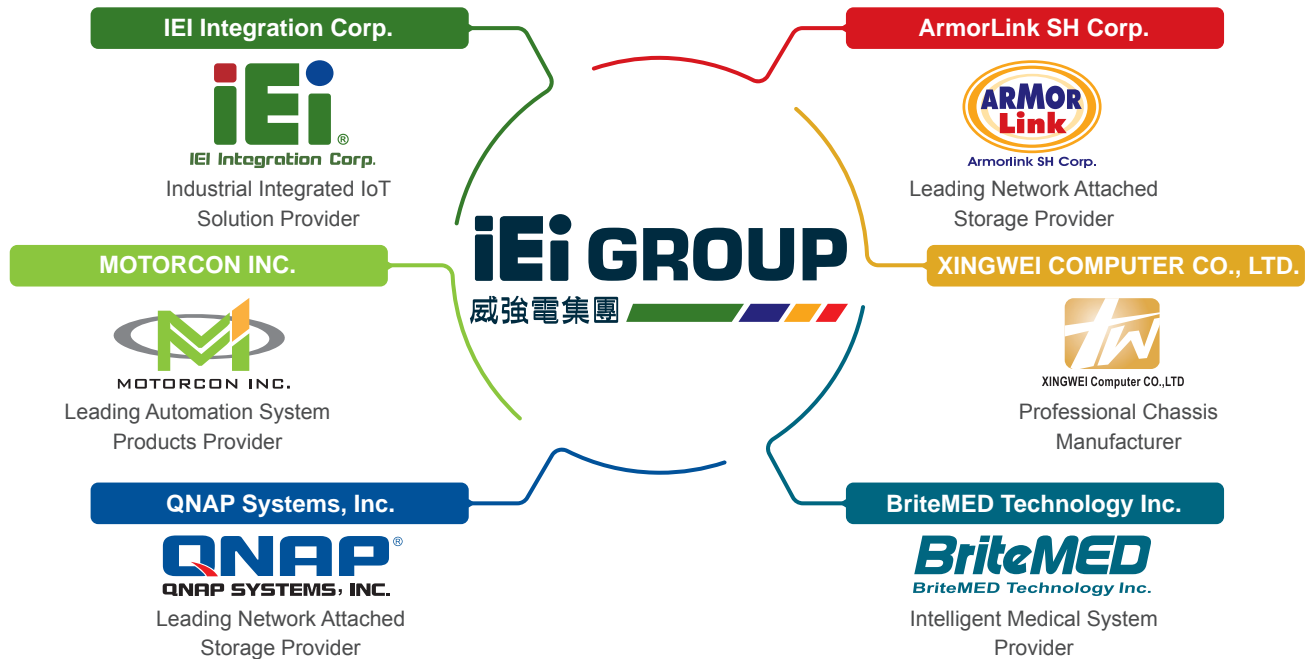 IEI Integration Corp.
iEi®
IEI Integration Corp.
Industrial Integrated IoT
Solution Provider
MOTORCON INC.
MOTORCON INC.
Leading Automation System
Products Provider
QNAP Systems, Inc.
QNAP®
QNAP SYSTEMS, INC.
Leading Network Attached
Storage Provider
iEi GROUP
威強電集團
ArmorLink SH Corp.
ARMOR
Link
Armorlink SH Corp.
Leading Network Attached
Storage Provider
XINGWEI COMPUTER CO., LTD.
XINGWEI Computer CO.,LTD
Professional Chassis
Manufacturer
BriteMED Technology Inc.
BriteMED
BriteMED Technology Inc.
Intelligent Medical System
Provider